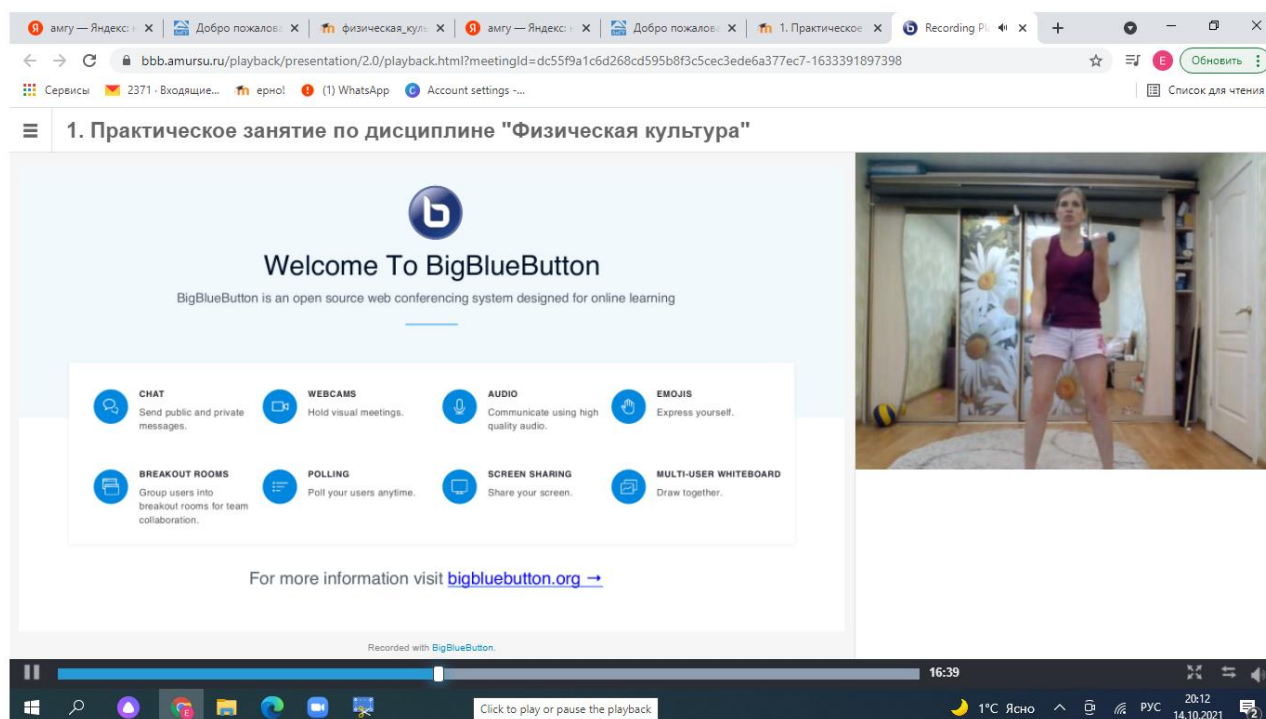 амгу — Яндекс: н
Добро пожалова
физическая_куль
амгу — Яндекс: н
Добро пожалова
1. Практическое
Recording Pl
bbb.amursu.ru/playback/presentation/2.0/playback.html?meetingId=dc55f9a1c6d268cd595b8f3c5cec3ede6a377ec7-1633391897398
E
Обновить
Сервисы
2371 · Входящие...
ерно!
(1) WhatsApp
Account settings -...
Список для чтения
1. Практическое занятие по дисциплине "Физическая культура"
Welcome To BigBlueButton
BigBlueButton is an open source web conferencing system designed for online learning
CHAT
Send public and private
messages.
WEBCAMS
Hold visual meetings.
AUDIO
Communicate using high
quality audio.
EMOJIS
Express yourself.
BREAKOUT ROOMS
Group users into
breakout rooms for team
collaboration.
POLLING
Poll your users anytime.
SCREEN SHARING
Share your screen.
MULTI-USER WHITEBOARD
Draw together.
For more information visit bigbluebutton.org →
Recorded with BigBlueButton.
16:39
Click to play or pause the playback
1°C Ясно
РУС
20:12
14.10.2021
2